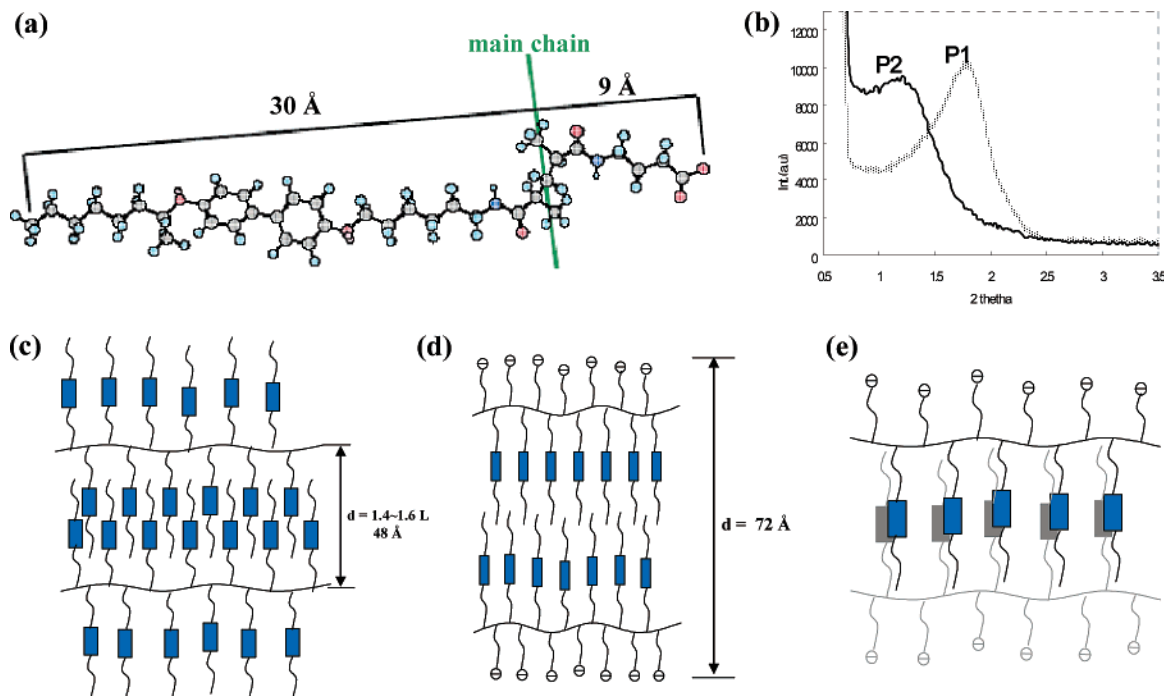 (a)
main chain
30 Å
9 Å
(b)
12000
10000
8000
6000
4000
2000
0
Int.(a.u)
P2
P1
0.5 1 1.5 2 2.5 3 3.5
2 thetha
(c)
d = 1.4~1.6 L
48 Å
(d)
d = 72 Å
(e)